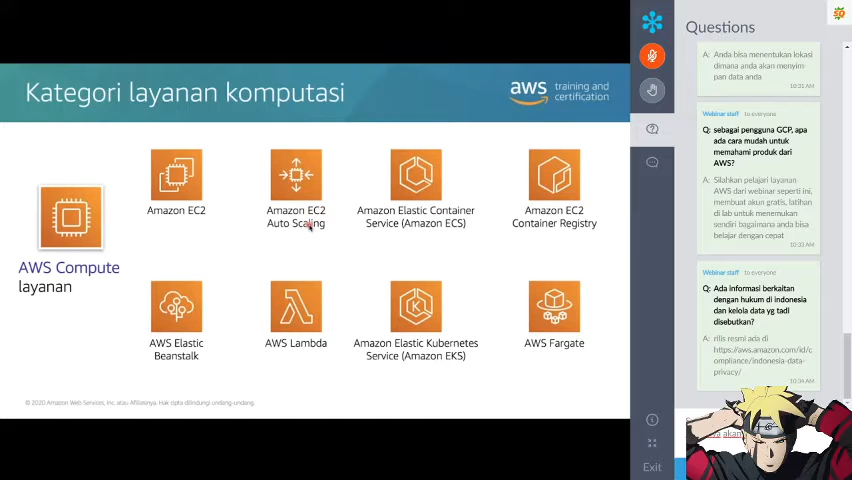 Kategori layanan komputasi
aws training and
certification
Amazon EC2
Amazon EC2
Auto Scaling
Amazon Elastic Container
Service (Amazon ECS)
Amazon EC2
Container Registry
AWS Compute
layanan
AWS Elastic
Beanstalk
AWS Lambda
Amazon Elastic Kubernetes
Service (Amazon EKS)
AWS Fargate
© 2020 Amazon Web Services, Inc. atau Afiliasinya. Hak cipta dilindungi undang-undang.
Exit
Questions
A: Anda bisa menentukan lokasi
dimana anda akan menyim-
pan data anda
10:31 AM
Webinar staff to everyone
Q: sebagai pengguna GCP, apa
ada cara mudah untuk
memahami produk dari
AWS?
A: Silahkan pelajari layanan
AWS dari webinar seperti ini,
membuat akun gratis, latihan
di lab untuk menemukan
sendiri bagaimana anda bisa
belajar dengan cepat
10:33 AM
Webinar staff to everyone
Q: Ada informasi berkaitan
dengan hukum di indonesia
dan kelola data yg tadi
disebutkan?
A: rilis resmi ada di
https://aws.amazon.com/id/c
ompliance/indonesia-data-
privacy/
10:34 AM
akan